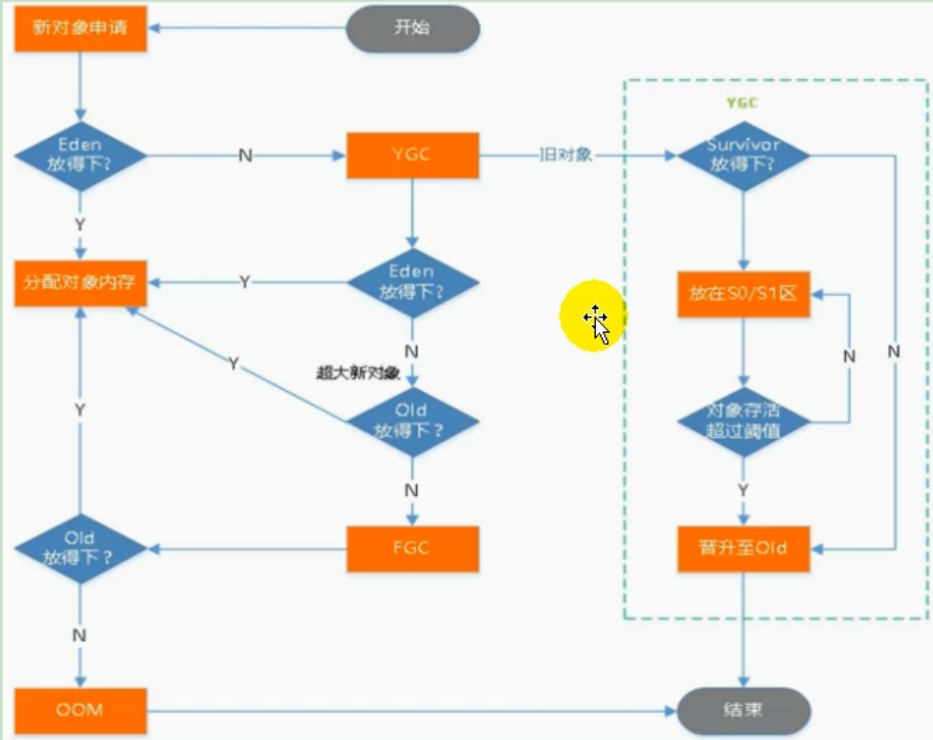 新对象申请
开始
YGC
Eden
放得下?
N
YGC
旧对象
Survivor
放得下?
Y
分配对象内存
Y
Eden
放得下?
放在S0/S1区
N
超大新对象
Y
N
N
Y
Old
放得下?
对象存活
超过阈值
N
Y
Old
放得下?
FGC
晋升至Old
N
OOM
结束